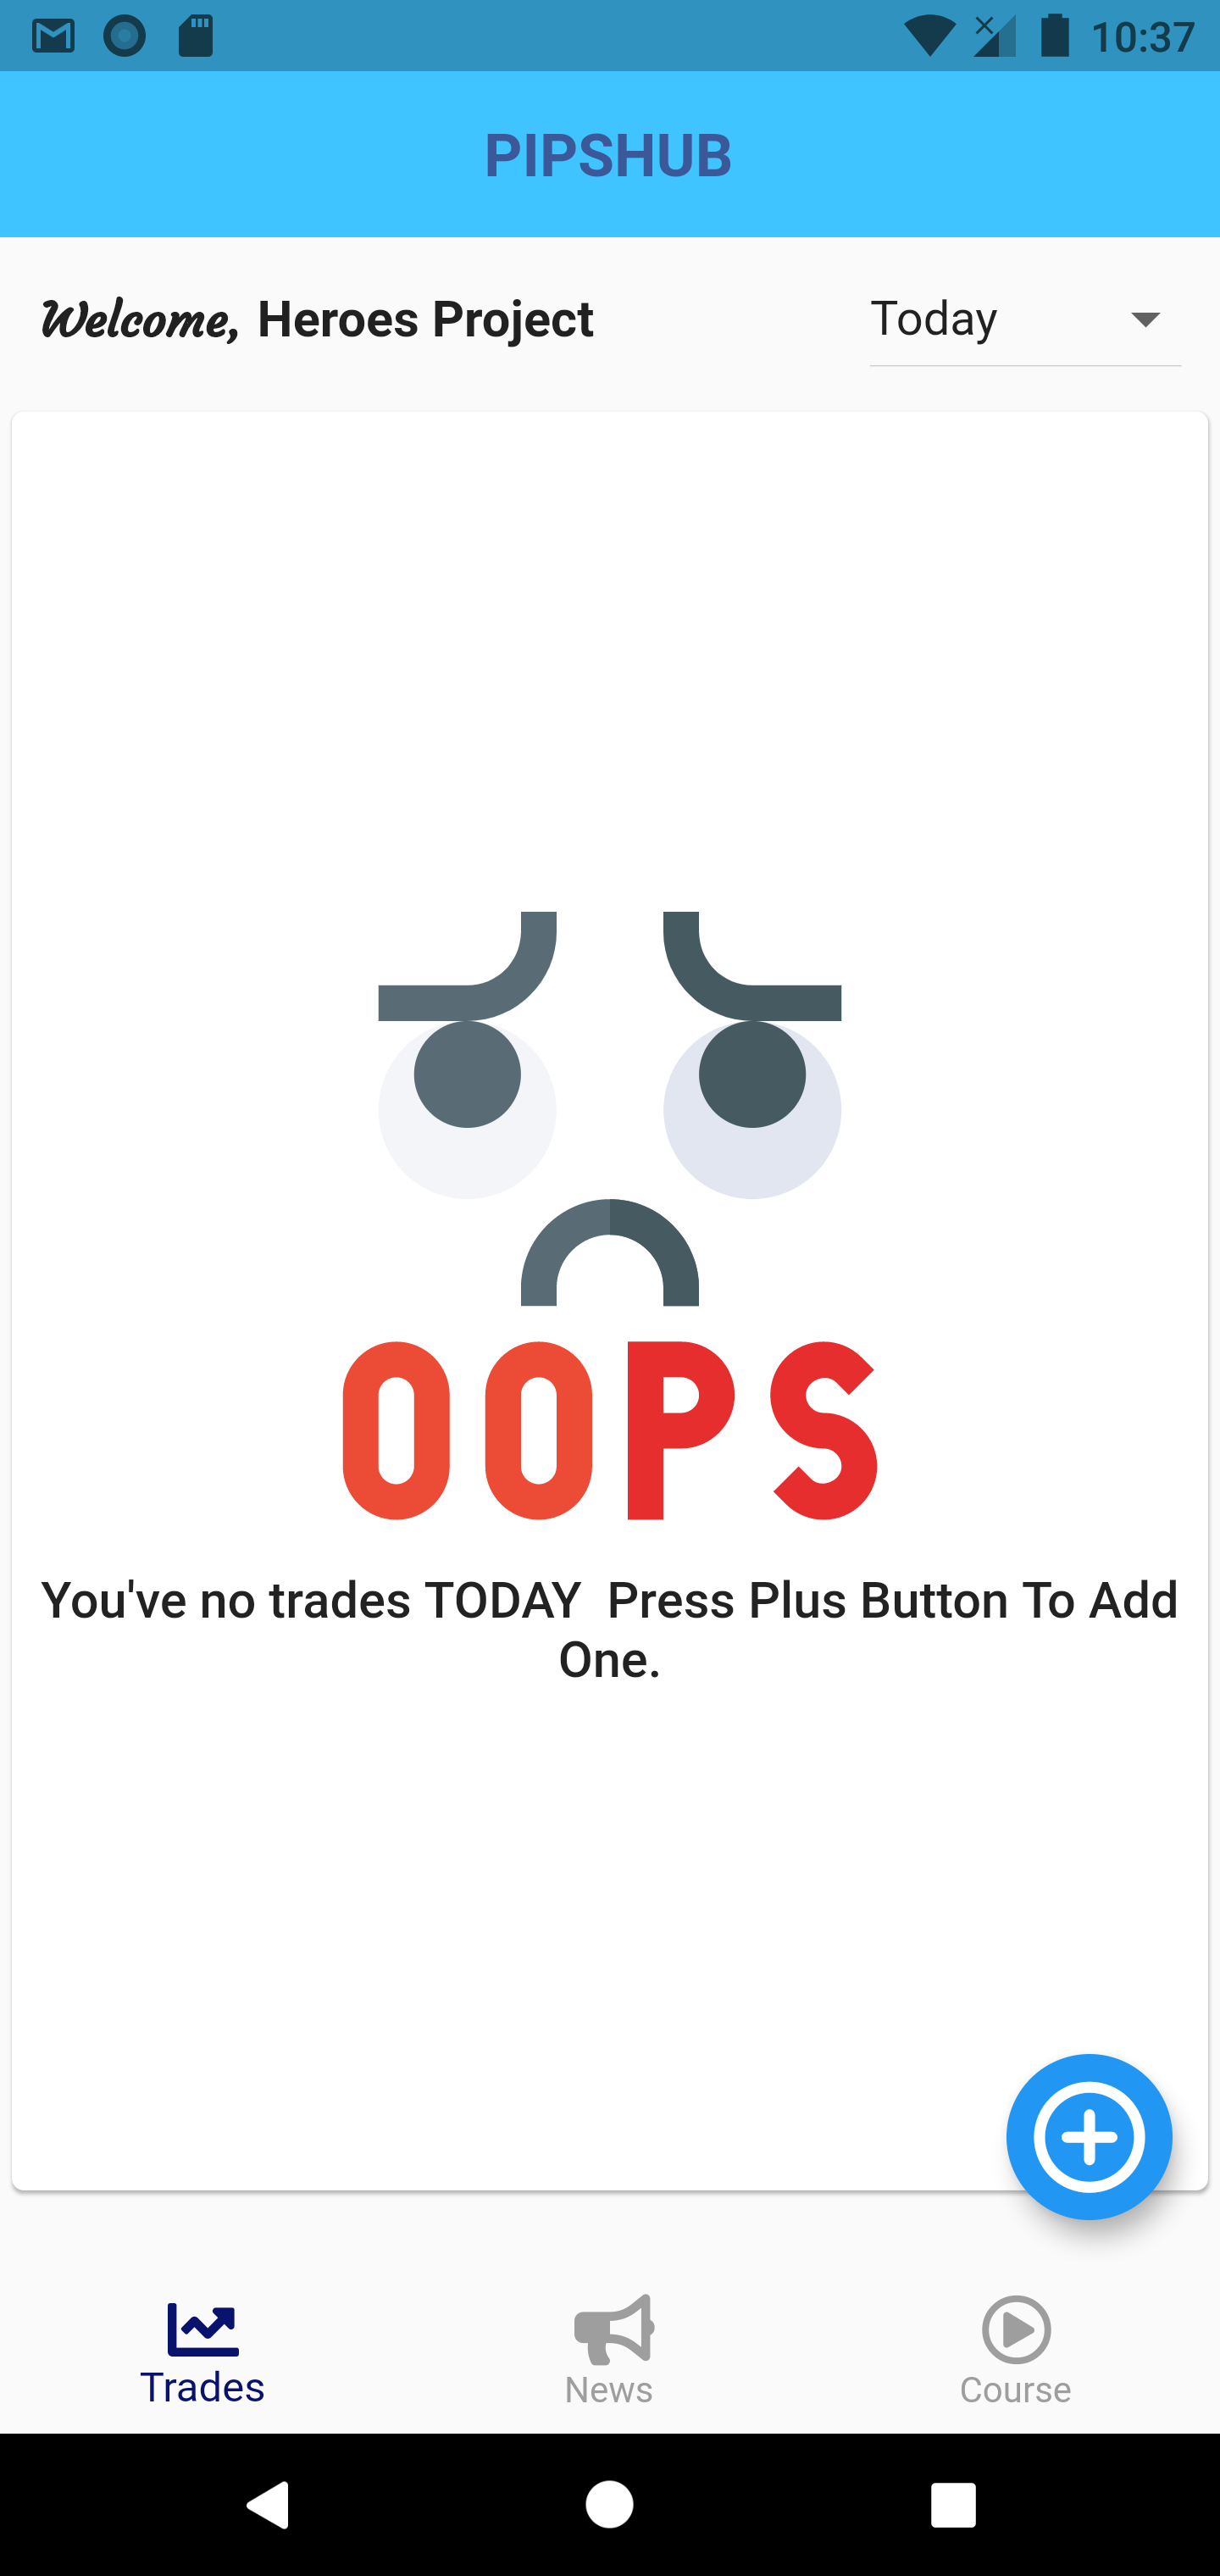 10:37
PIPSHUB
Welcome, Heroes Project
Today
OOPS
You've no trades TODAY  Press Plus Button To Add
One.
Trades
News
Course